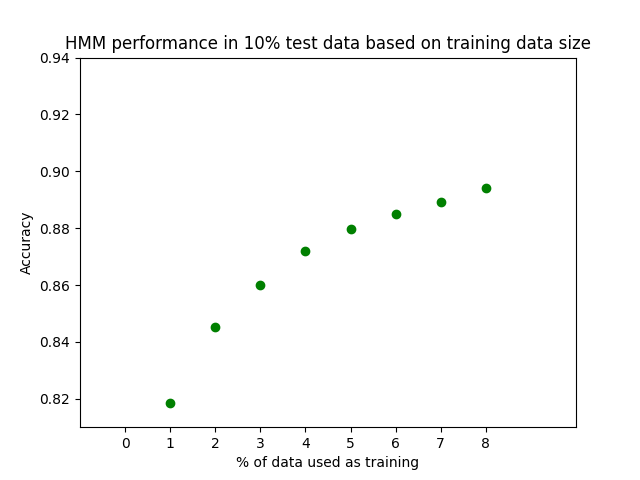 HMM performance in 10% test data based on training data size
0.94
0.92
0.90
0.88
0.86
0.84
0.82
Accuracy
0 1 2 3 4 5 6 7 8
% of data used as training